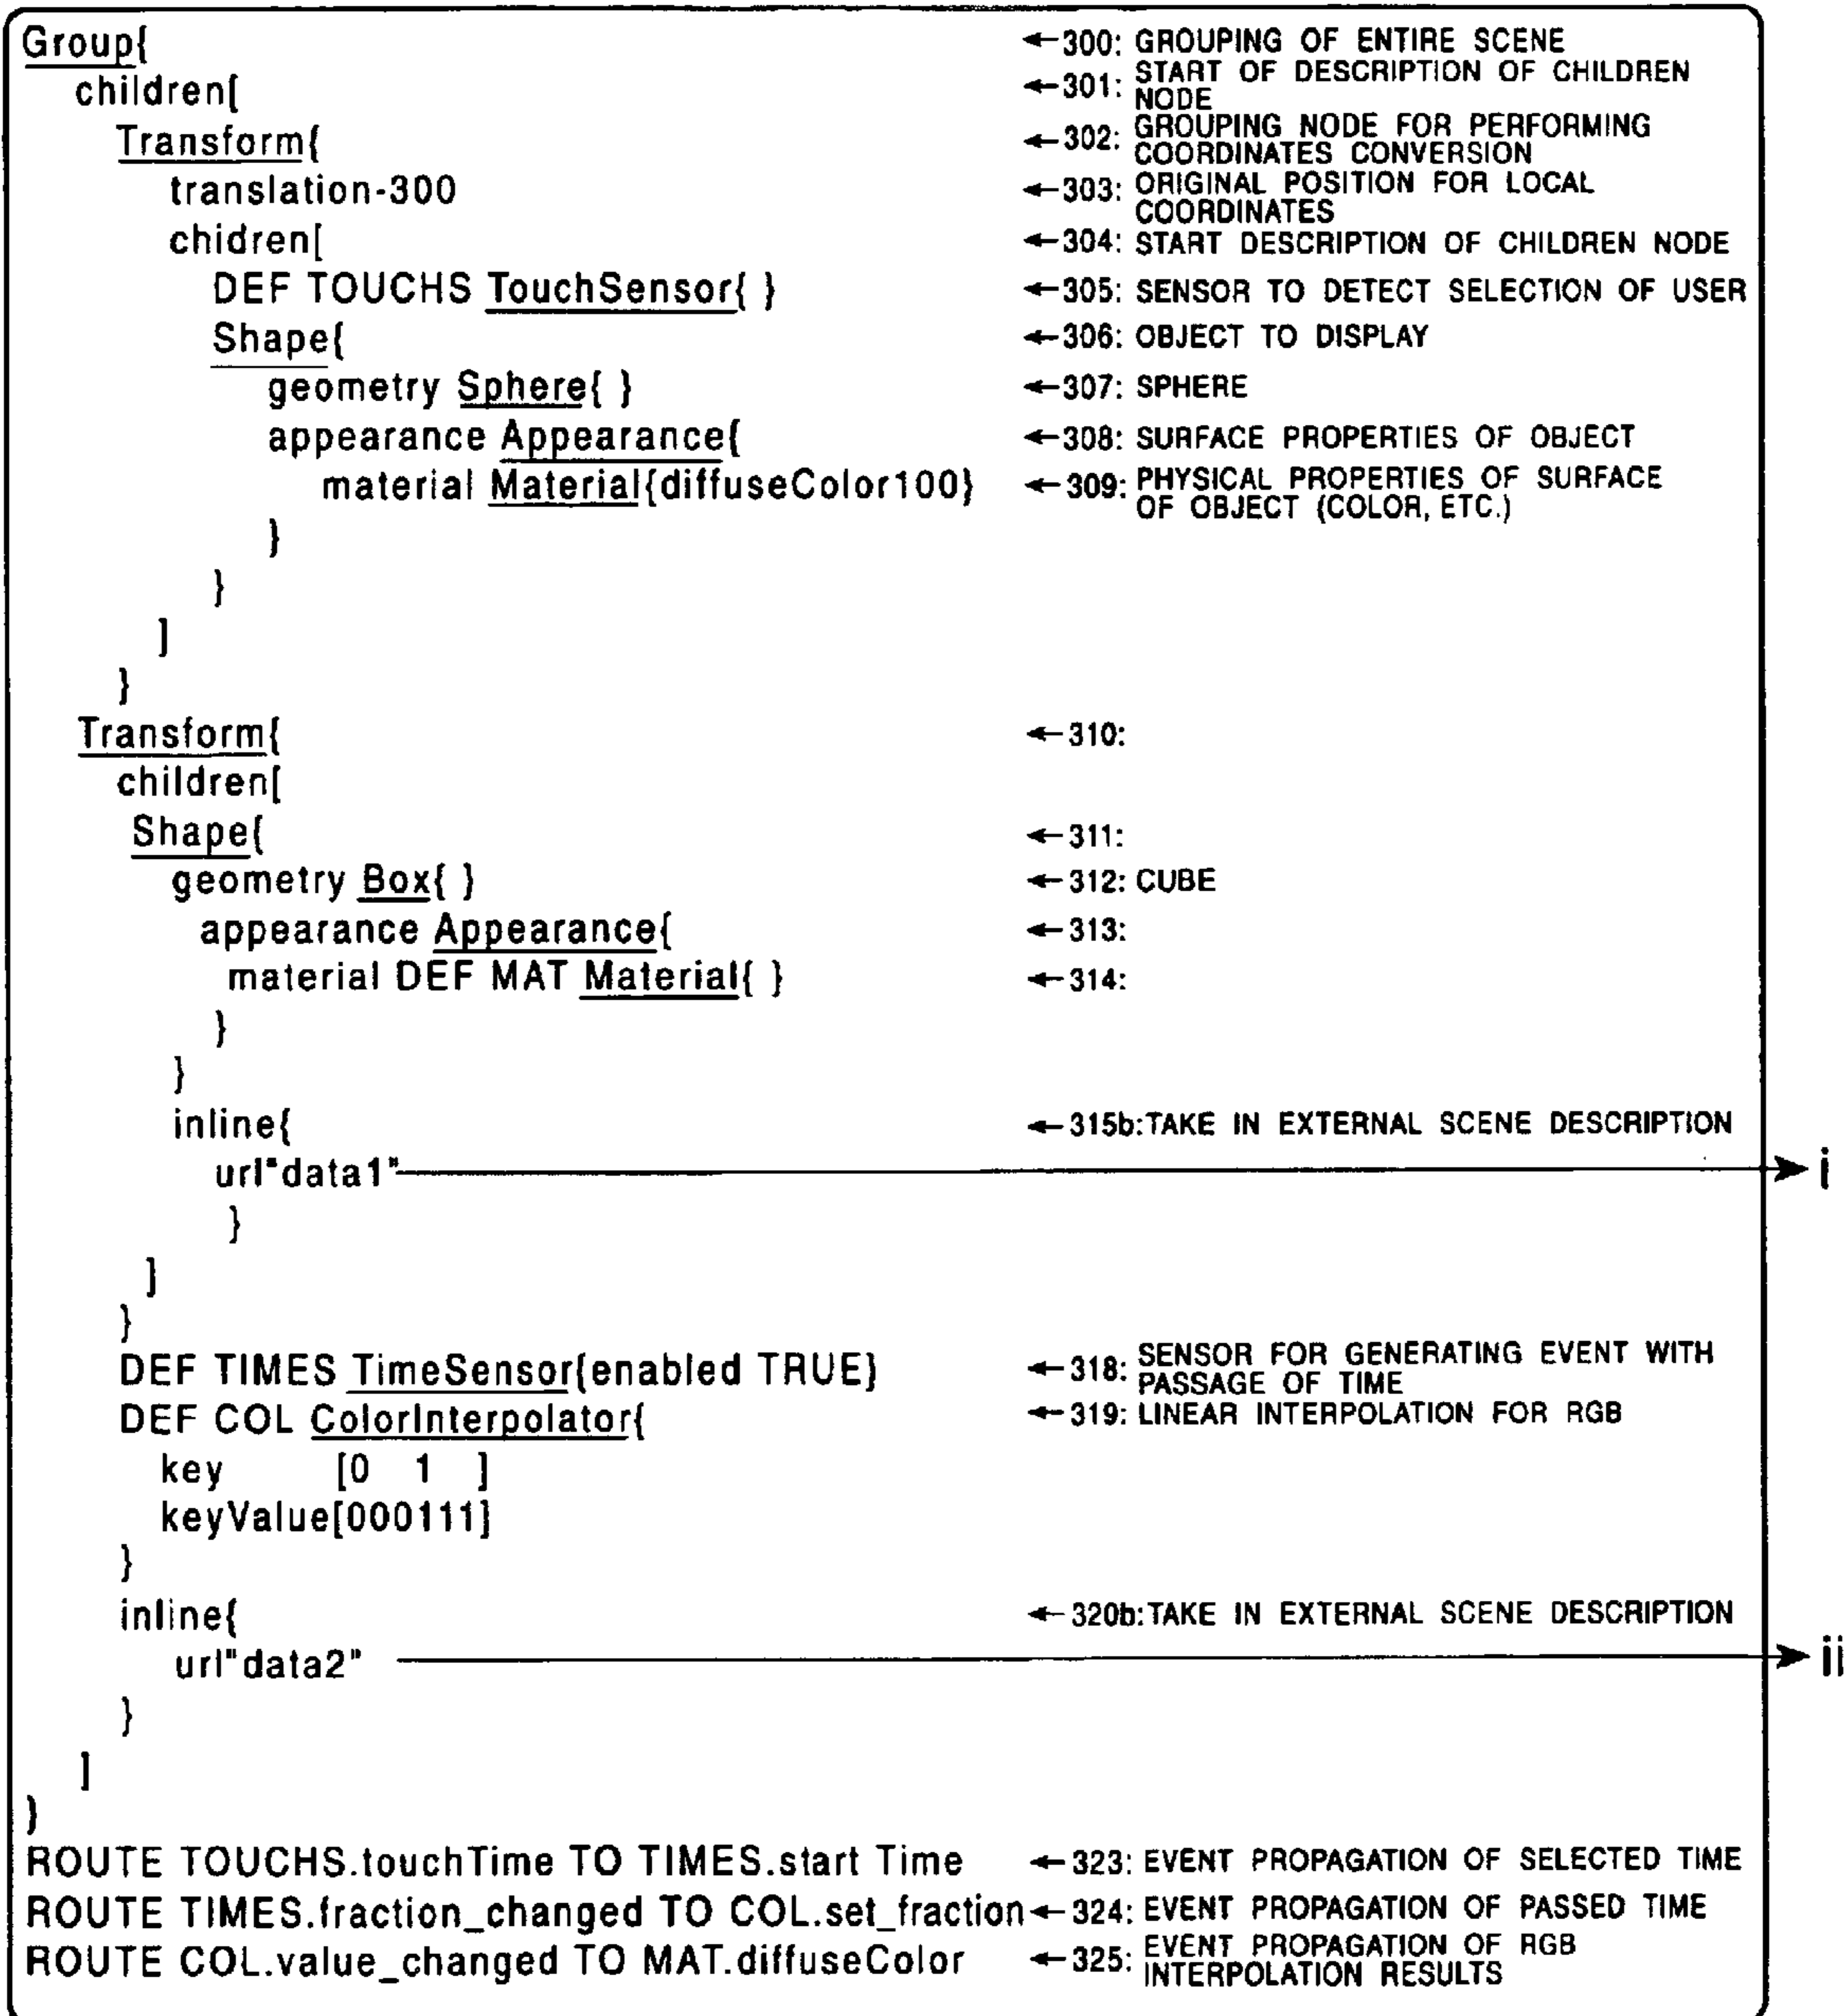 Group{ ←300: GROUPING OF ENTIRE SCENE
children[ ←301: START OF DESCRIPTION OF CHILDREN
NODE
Transform{ ←302: GROUPING NODE FOR PERFORMING
COORDINATES CONVERSION
translation-300 ←303: ORIGINAL POSITION FOR LOCAL
COORDINATES
chidren[ ←304: START DESCRIPTION OF CHILDREN NODE
DEF TOUCHS TouchSensor{ } ←305: SENSOR TO DETECT SELECTION OF USER
Shape{ ←306: OBJECT TO DISPLAY
geometry Sphere{ } ←307: SPHERE
appearance Appearance{ ←308: SURFACE PROPERTIES OF OBJECT
material Material{diffuseColor100} ←309: PHYSICAL PROPERTIES OF SURFACE
OF OBJECT (COLOR, ETC.)
}
}
]
}
Transform{ ←310:
children[
Shape{ ←311:
geometry Box{ } ←312: CUBE
appearance Appearance{ ←313:
material DEF MAT Material{ } ←314:
}
}
inline{ ←315b:TAKE IN EXTERNAL SCENE DESCRIPTION
url"data1" i
}
]
}
DEF TIMES TimeSensor{enabled TRUE} ←318: SENSOR FOR GENERATING EVENT WITH
PASSAGE OF TIME
DEF COL ColorInterpolator{ ←319: LINEAR INTERPOLATION FOR RGB
key [0 1 ]
keyValue[000111]
}
inline{ ←320b:TAKE IN EXTERNAL SCENE DESCRIPTION
url"data2" ii
}
]
}
ROUTE TOUCHS.touchTime TO TIMES.start Time ←323: EVENT PROPAGATION OF SELECTED TIME
ROUTE TIMES.fraction_changed TO COL.set_fraction←324: EVENT PROPAGATION OF PASSED TIME
ROUTE COL.value_changed TO MAT.diffuseColor ←325: EVENT PROPAGATION OF RGB
INTERPOLATION RESULTS